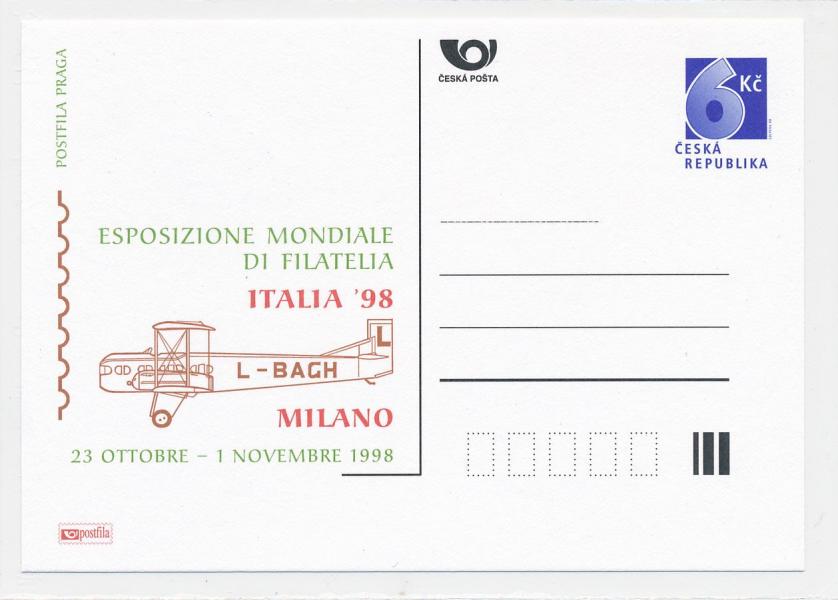 POSTFILA PRAGA
ESPOSIZIONE MONDIALE
DI FILATELIA
ITALIA '98
L
L-BAGH
MILANO
23 OTTOBRE – 1 NOVEMBRE 1998
postfila
ČESKÁ POŠTA
6 Kč
ČESKÁ
REPUBLIKA